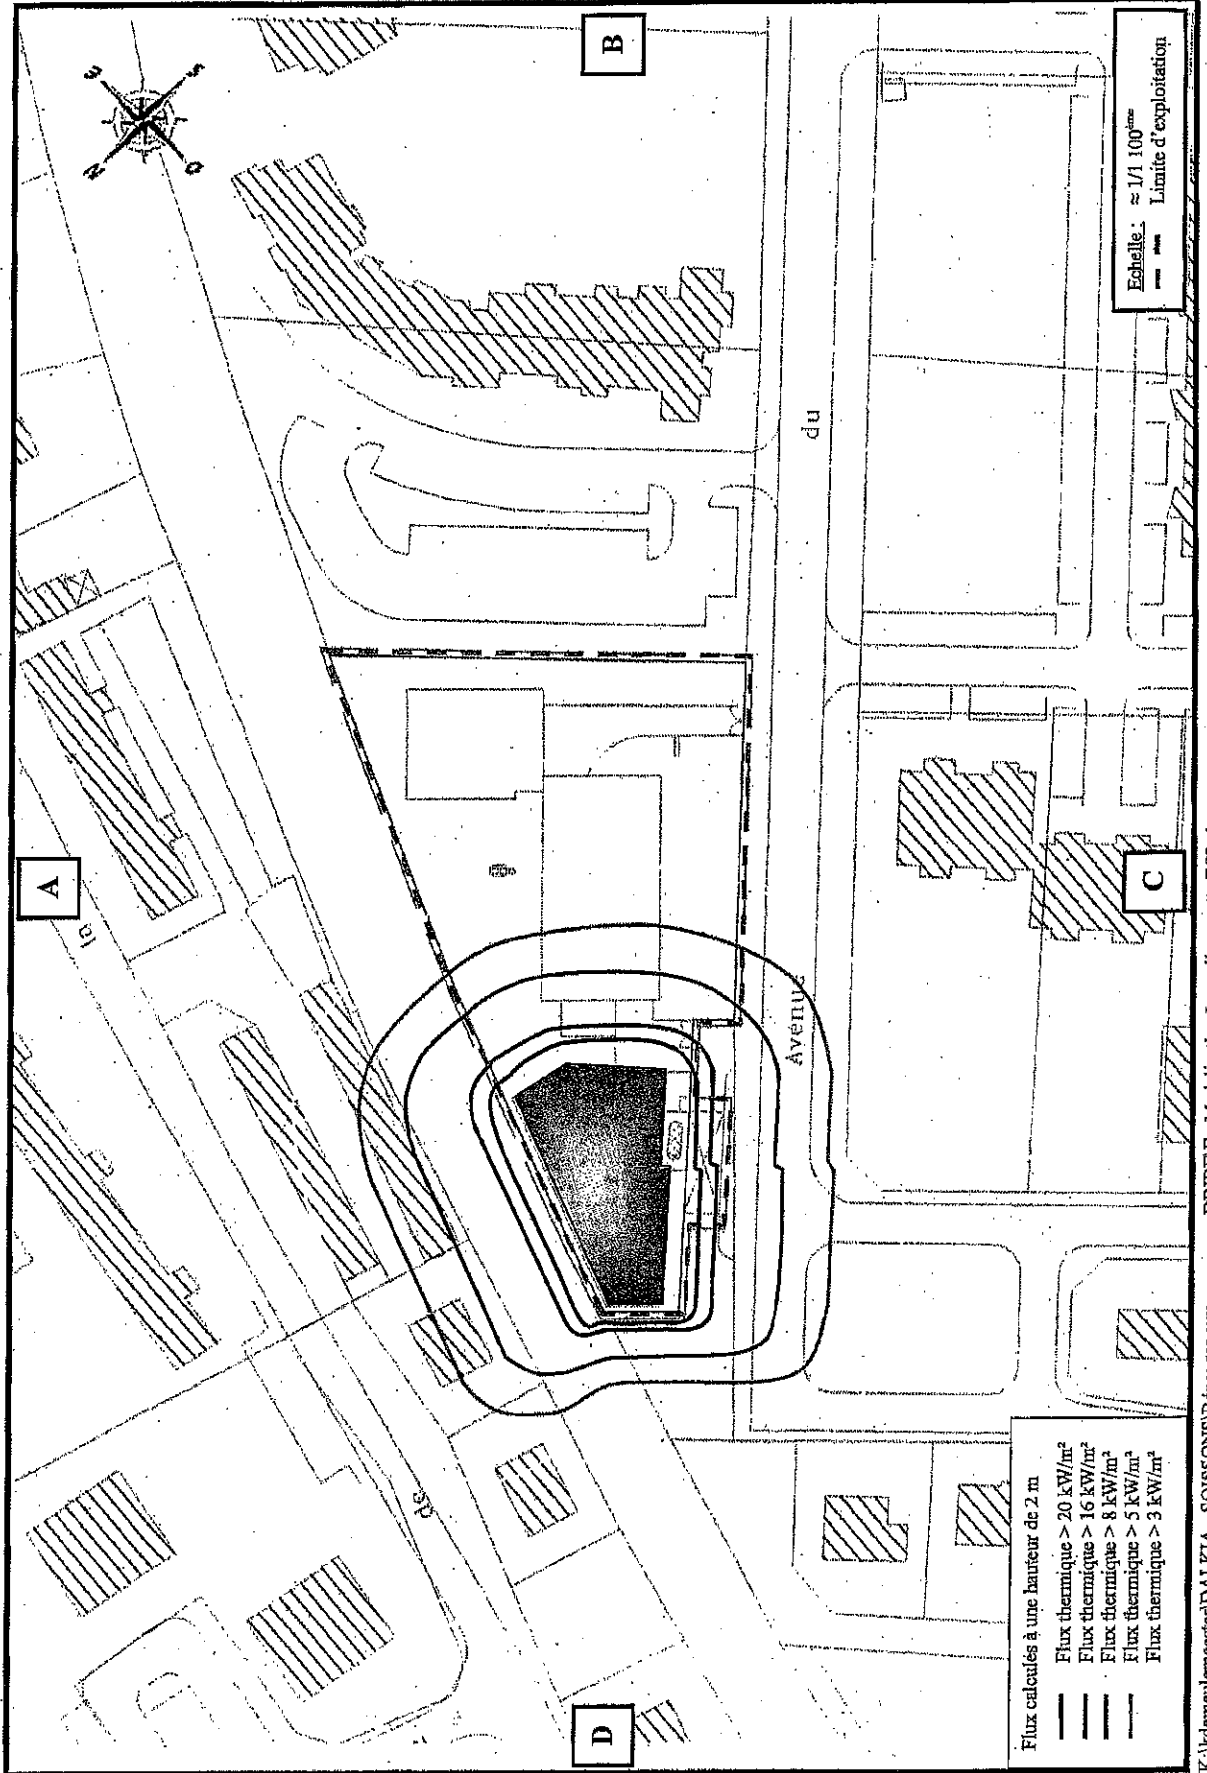 A
B
C
D
N
S
O
la
de
Avenue
du
Echelle : ≈ 1/1 100ème
Limite d'exploitation
Flux calculés à une hauteur de 2 m
Flux thermique > 20 kW/m²
Flux thermique > 16 kW/m²
Flux thermique > 8 kW/m²
Flux thermique > 5 kW/m²
Flux thermique > 3 kW/m²